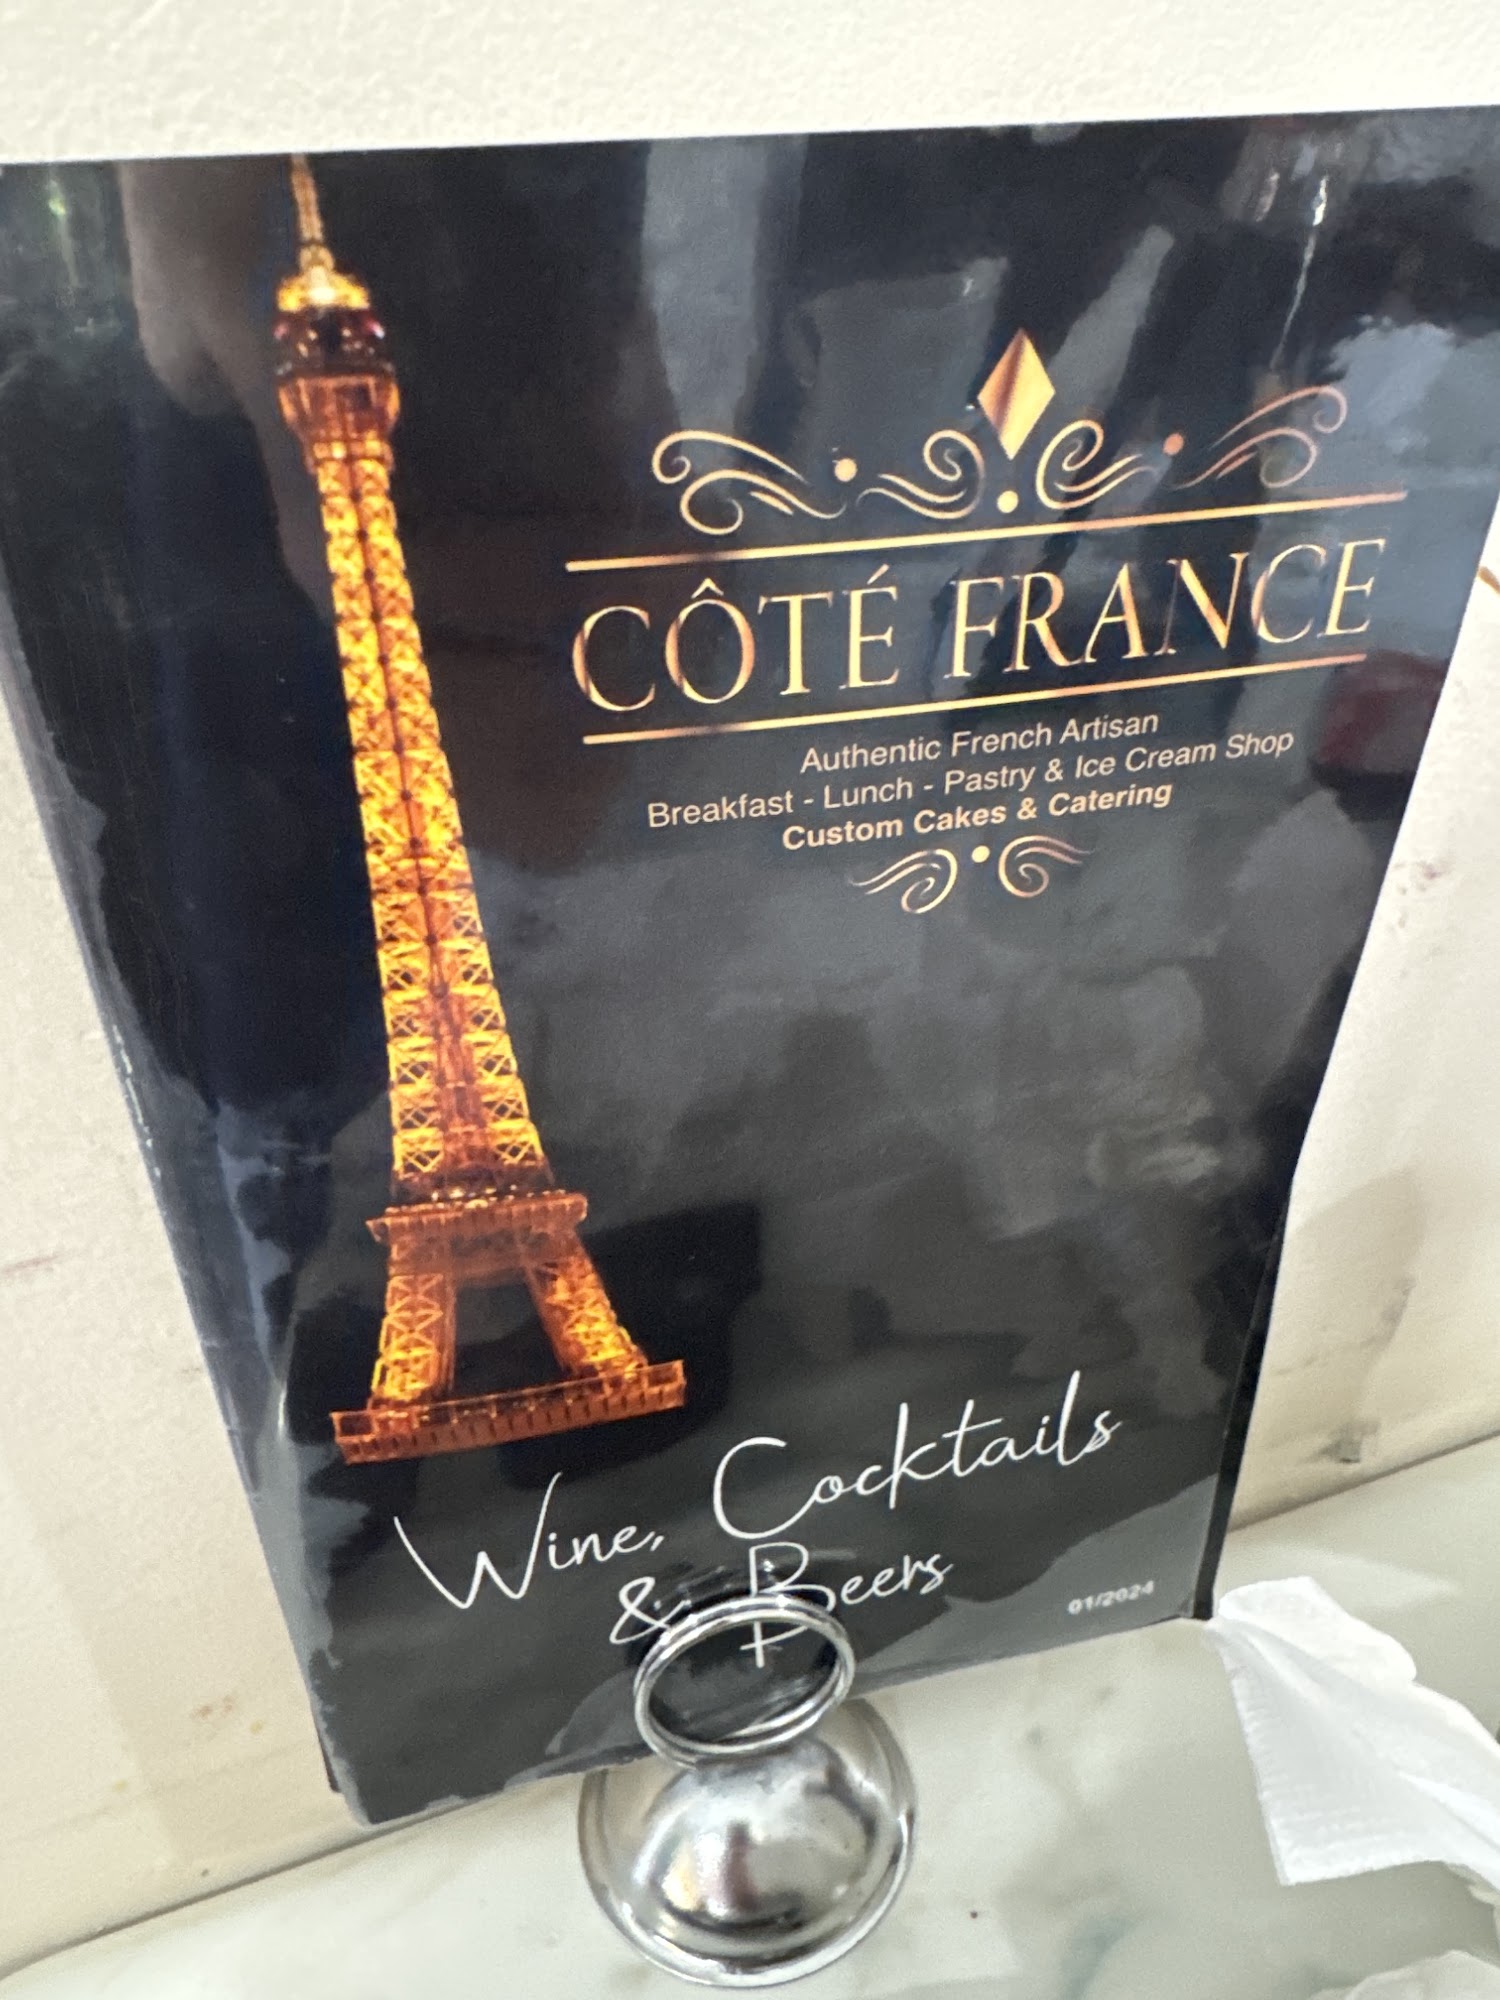 CÔTÉ FRANCE
Authentic French Artisan
Breakfast - Lunch - Pastry & Ice Cream Shop
Custom Cakes & Catering
Wine, Cocktails
& Beers
01/2024